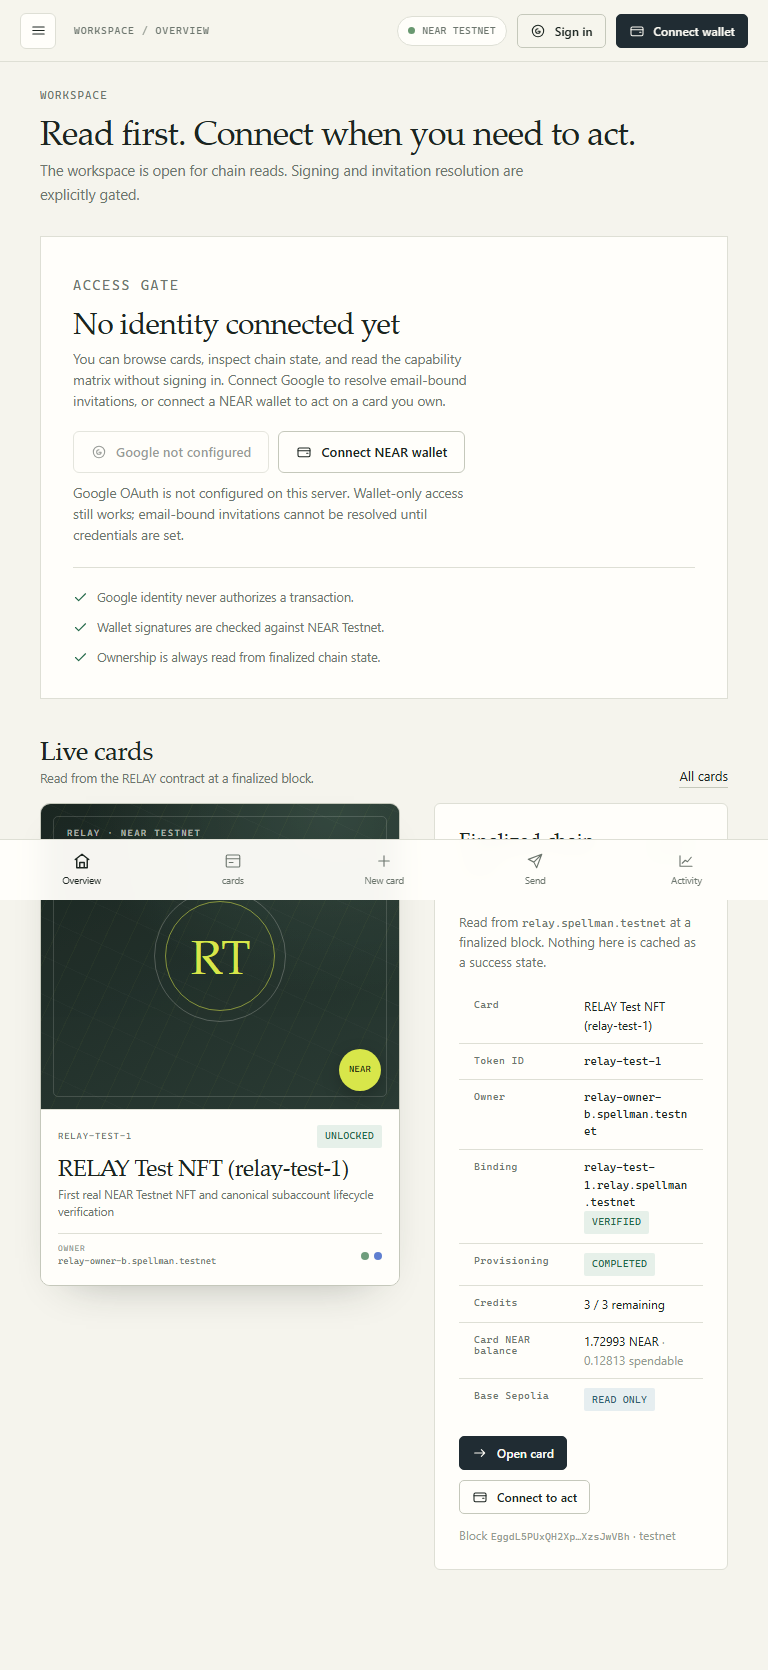 WORKSPACE / OVERVIEW
NEAR TESTNET
Sign in
Connect wallet
WORKSPACE
Read first. Connect when you need to act.
The workspace is open for chain reads. Signing and invitation resolution are
explicitly gated.
ACCESS GATE
No identity connected yet
You can browse cards, inspect chain state, and read the capability
matrix without signing in. Connect Google to resolve email-bound
invitations, or connect a NEAR wallet to act on a card you own.
Google not configured
Connect NEAR wallet
Google OAuth is not configured on this server. Wallet-only access
still works; email-bound invitations cannot be resolved until
credentials are set.
Google identity never authorizes a transaction.
Wallet signatures are checked against NEAR Testnet.
Ownership is always read from finalized chain state.
Live cards
Read from the RELAY contract at a finalized block.
All cards
RELAY · NEAR TESTNET
RT
NEAR
RELAY-TEST-1
UNLOCKED
RELAY Test NFT (relay-test-1)
First real NEAR Testnet NFT and canonical subaccount lifecycle
verification
OWNER
relay-owner-b.spellman.testnet
Finalized chain
Overview
cards
New card
Send
Activity
Read from relay.spellman.testnet at a
finalized block. Nothing here is cached as
a success state.
Card
RELAY Test NFT
(relay-test-1)
Token ID
relay-test-1
Owner
relay-owner-
b.spellman.testn
et
Binding
relay-test-
1.relay.spellman
.testnet
VERIFIED
Provisioning
COMPLETED
Credits
3 / 3 remaining
Card NEAR
balance
1.72993 NEAR ·
0.12813 spendable
Base Sepolia
READ ONLY
Open card
Connect to act
Block EggdL5PUxQH2Xp…XzsJwVBh · testnet